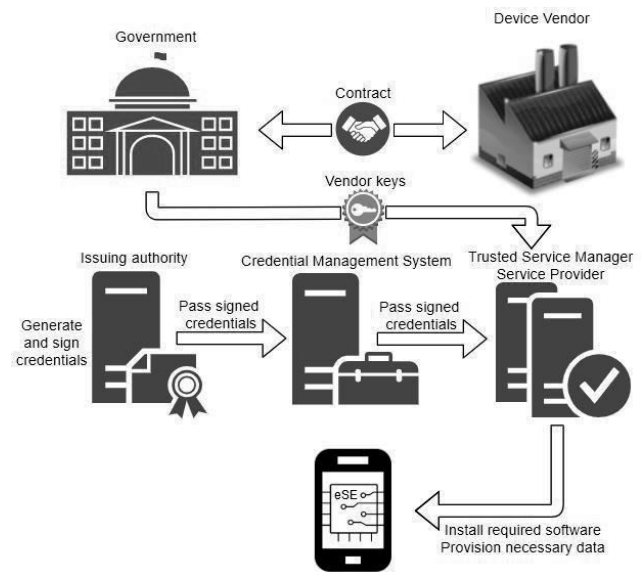 Government
Device Vendor
Contract
Vendor keys
Issuing authority
Credential Management System
Trusted Service Manager
Service Provider
Generate
and sign
credentials
Pass signed
credentials
Pass signed
credentials
eSE
Install required software
Provision necessary data